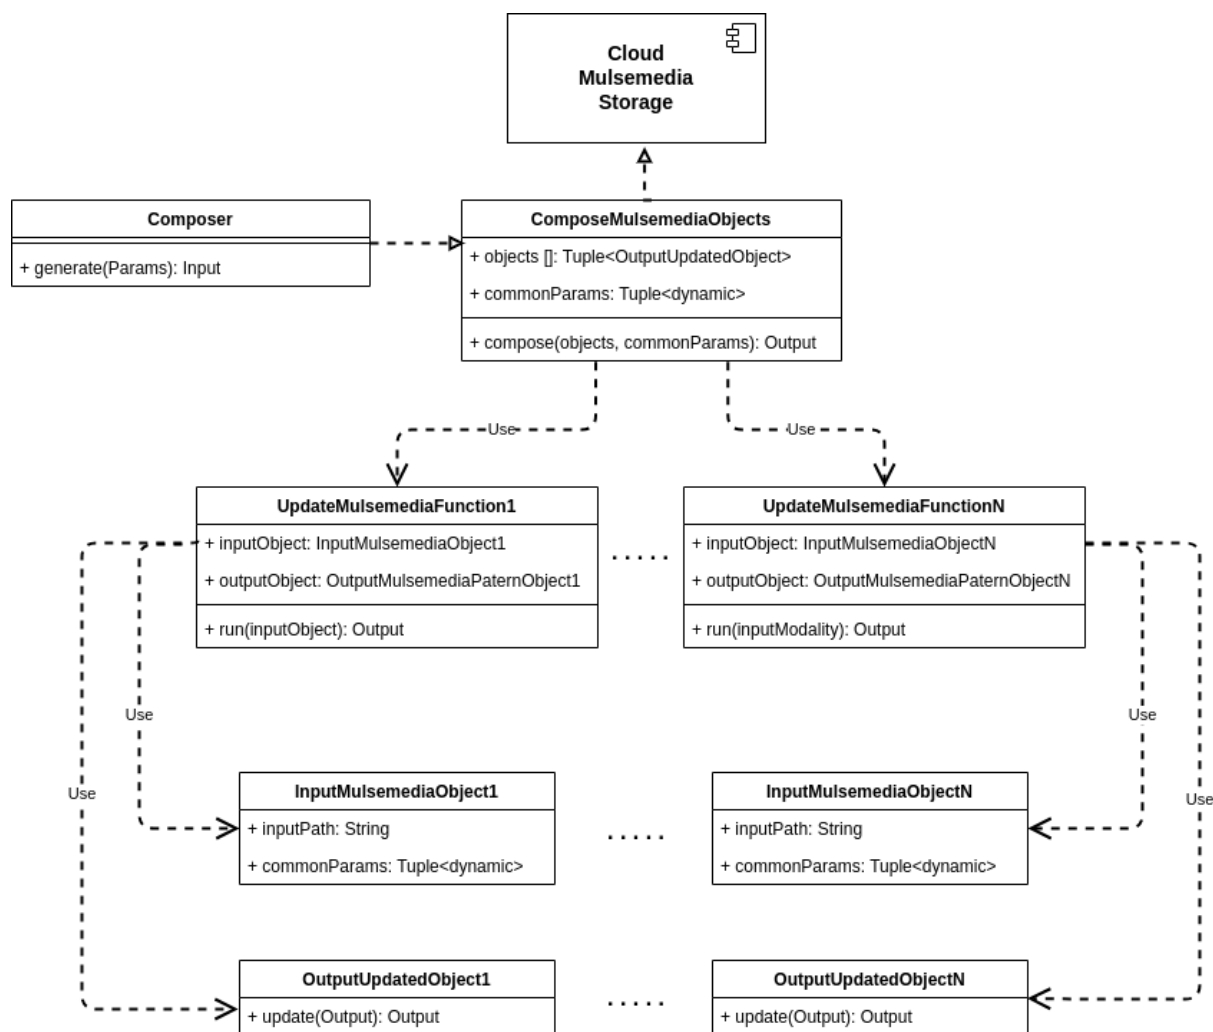 Cloud
Mulsemedia
Storage
Composer
+ generate(Params): Input
ComposeMulsemediaObjects
+ objects []: Tuple<OutputUpdatedObject>
+ commonParams: Tuple<dynamic>
+ compose(objects, commonParams): Output
Use
Use
UpdateMulsemediaFunction1
+ inputObject: InputMulsemediaObject1
+ outputObject: OutputMulsemediaPaternObject1
+ run(inputObject): Output
.....
UpdateMulsemediaFunctionN
+ inputObject: InputMulsemediaObjectN
+ outputObject: OutputMulsemediaPaternObjectN
+ run(inputModality): Output
Use
Use
Use
Use
InputMulsemediaObject1
+ inputPath: String
+ commonParams: Tuple<dynamic>
.....
InputMulsemediaObjectN
+ inputPath: String
+ commonParams: Tuple<dynamic>
OutputUpdatedObject1
+ update(Output): Output
.....
OutputUpdatedObjectN
+ update(Output): Output